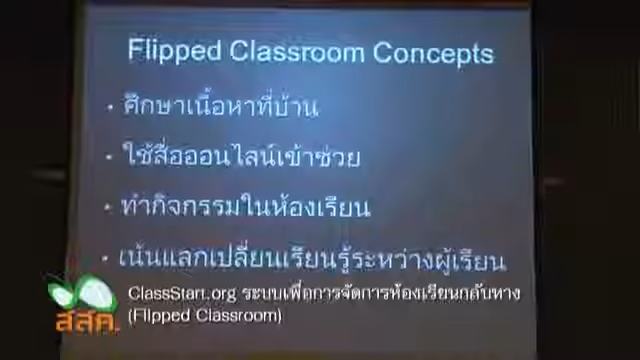 Flipped Classroom Concepts
• ศึกษาเนื้อหาที่บ้าน
• ใช้สื่อออนไลน์เข้าช่วย
• ทำกิจกรรมในห้องเรียน
• เน้นแลกเปลี่ยนเรียนรู้ระหว่างผู้เรียน
ClassStart.org ระบบเพื่อการจัดการห้องเรียนกลับทาง
สสค. (Flipped Classroom)